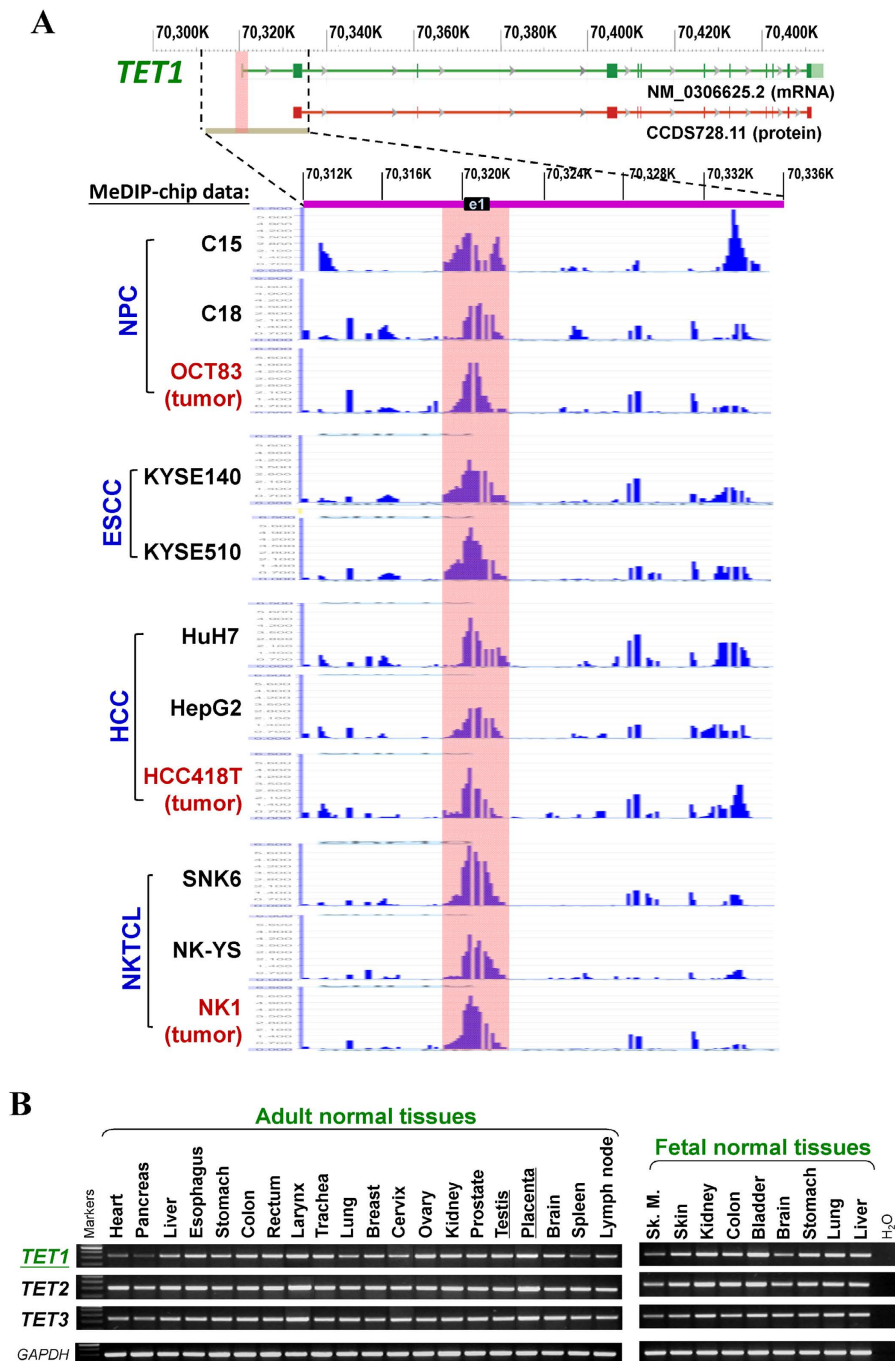 A
70,300K 70,320K 70,340K 70,360K 70,400K 70,420K 70,400K
TET1
NM_0306625.2 (mRNA)
CCDS728.11 (protein)
70,312K 70,316K 70,320K 70,324K 70,328K 70,332K 70,336K
MeDIP-chip data:
e1
NPC
C15
C18
OCT83
(tumor)
ESCC
KYSE140
KYSE510
HCC
HuH7
HepG2
HCC418T
(tumor)
NKTCL
SNK6
NK-YS
NK1
(tumor)
B
Adult normal tissues
Fetal normal tissues
Markers Heart Pancreas Liver Esophagus Stomach Colon Rectum Larynx Trachea Lung Breast Cervix Ovary Kidney Prostate Testis Placenta Brain Spleen Lymph node
Sk. M. Skin Kidney Colon Bladder Brain Stomach Lung Liver H2O
TET1
TET2
TET3
GAPDH